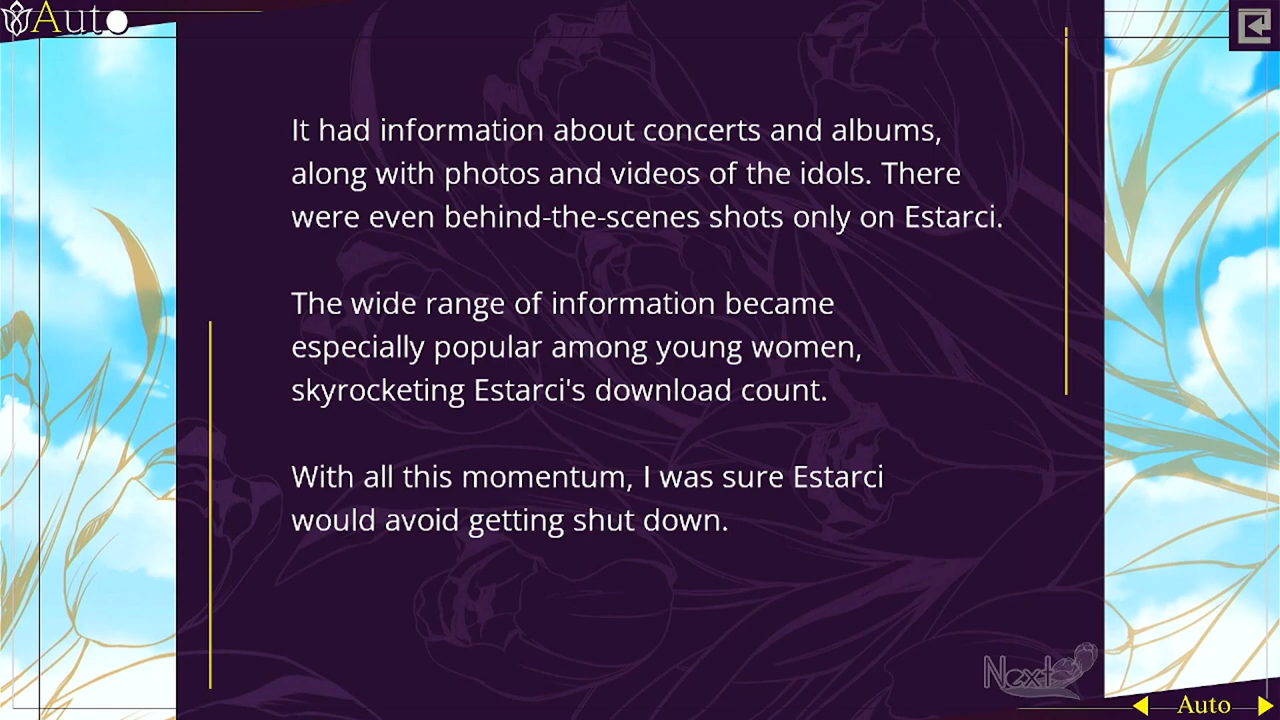 Auto
It had information about concerts and albums,
along with photos and videos of the idols. There
were even behind-the-scenes shots only on Estarci.
The wide range of information became
especially popular among young women,
skyrocketing Estarci's download count.
With all this momentum, I was sure Estarci
would avoid getting shut down.
Next
Auto